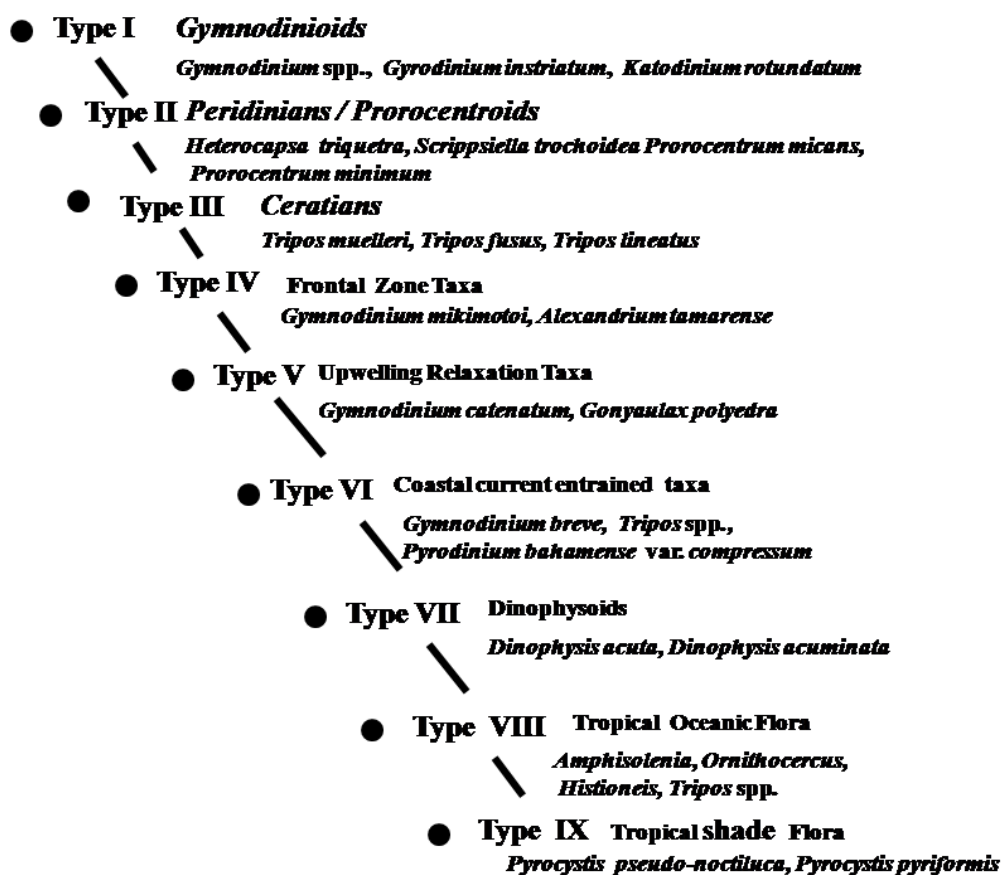 Type I Gymnodinioids
Gymnodinium spp., Gyrodinium instriatum, Katodinium rotundatum
Type II Peridinians / Prorocentroids
Heterocapsa triquetra, Scrippsiella trochoidea Prorocentrum micans,
Prorocentrum minimum
Type III Ceratians
Tripos muelleri, Tripos fusus, Tripos lineatus
Type IV Frontal Zone Taxa
Gymnodinium mikimotoi, Alexandrium tamarense
Type V Upwelling Relaxation Taxa
Gymnodinium catenatum, Gonyaulax polyedra
Type VI Coastal current entrained taxa
Gymnodinium breve, Tripos spp.,
Pyrodinium bahamense var. compressum
Type VII Dinophysoids
Dinophysis acuta, Dinophysis acuminata
Type VIII Tropical Oceanic Flora
Amphisolenia, Ornithocercus,
Histioneis, Tripos spp.
Type IX Tropical shade Flora
Pyrocystis pseudo-noctiluca, Pyrocystis pyriformis